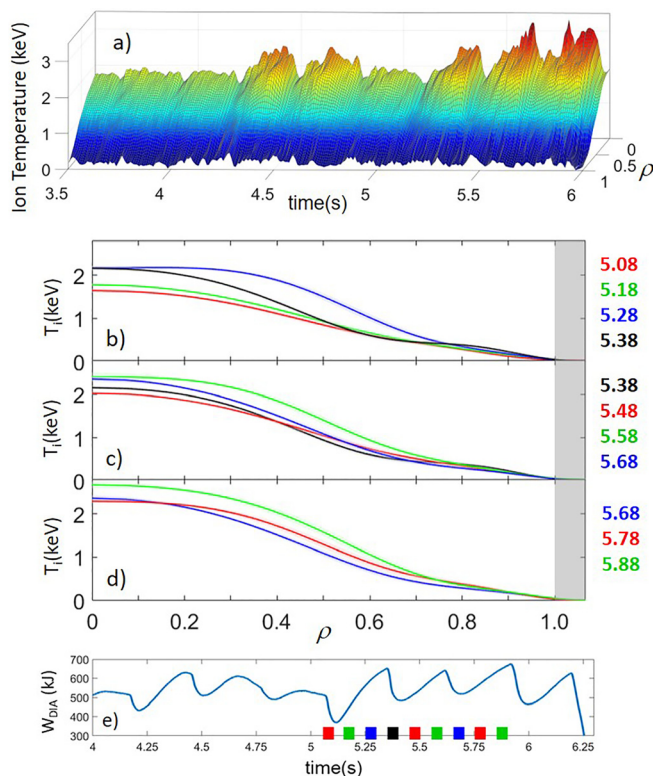 a)
Ion Temperature (keV)
3
2
1
0
3.5
4
4.5
5
5.5
6
time(s)
0
0.5
1
ρ
b)
Ti(keV)
2
1
0
5.08
5.18
5.28
5.38
c)
Ti(keV)
2
1
0
5.38
5.48
5.58
5.68
d)
Ti(keV)
2
1
0
5.68
5.78
5.88
0 0.2 0.4 0.6 0.8 1.0
ρ
e)
WDIA (kJ)
700
600
500
400
300
4 4.25 4.5 4.75 5 5.25 5.5 5.75 6 6.25
time(s)